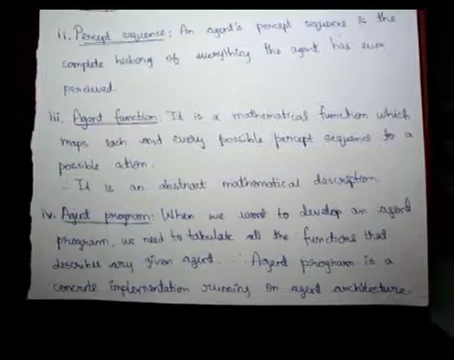 ii. Percept sequence: An agent's percept sequence is the
complete history of everything the agent has ever
perceived.
iii. Agent function. It is a mathematical function which
maps each and every possible percept sequence to a
possible action.
∴ It is an abstract mathematical description
iv. Agent program: When we want to develop an agent
program, we need to tabulate all the functions that
describes any given agent. ∴ Agent program is a
concrete implementation running on agent architecture.